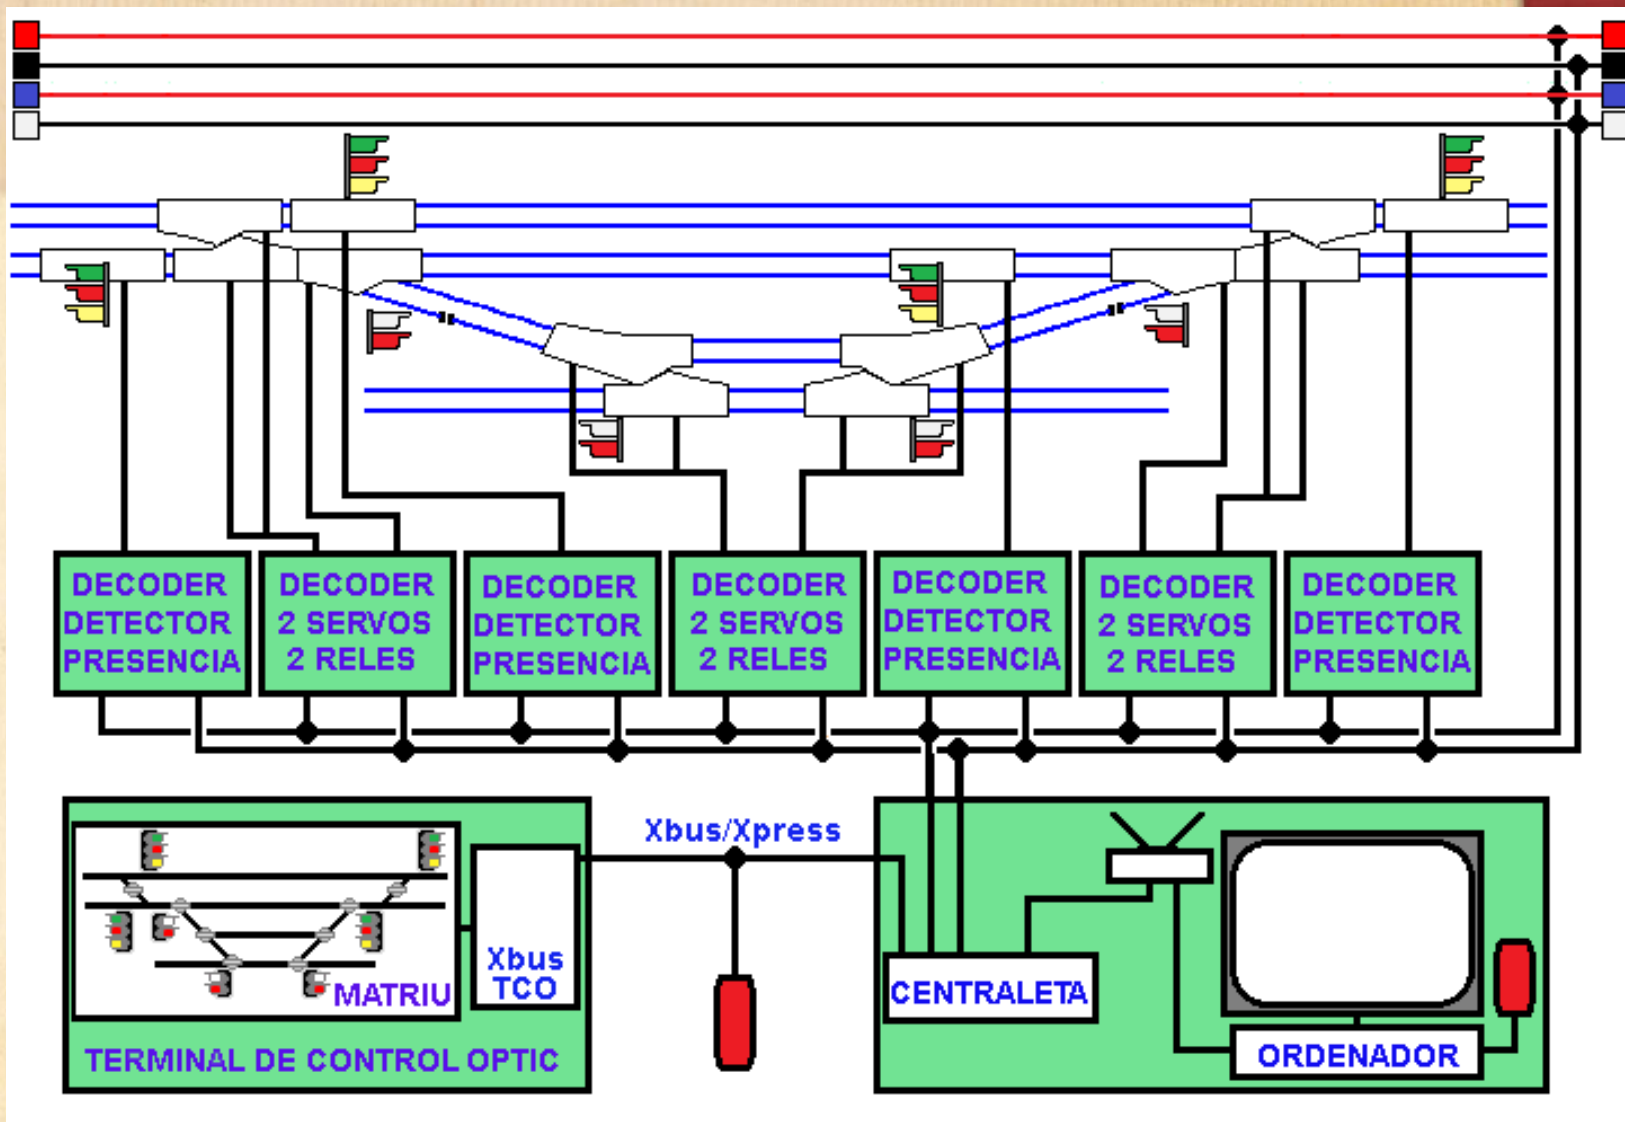 DECODER
DETECTOR
PRESENCIA
DECODER
2 SERVOS
2 RELES
DECODER
DETECTOR
PRESENCIA
DECODER
2 SERVOS
2 RELES
DECODER
DETECTOR
PRESENCIA
DECODER
2 SERVOS
2 RELES
DECODER
DETECTOR
PRESENCIA
Xbus/Xpress
Xbus
TCO
MATRIU
TERMINAL DE CONTROL OPTIC
CENTRALETA
ORDENADOR